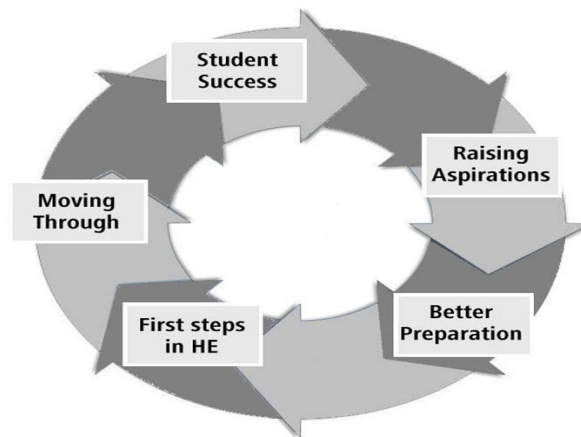 Student
Success
Raising
Aspirations
Better
Preparation
First steps
in HE
Moving
Through